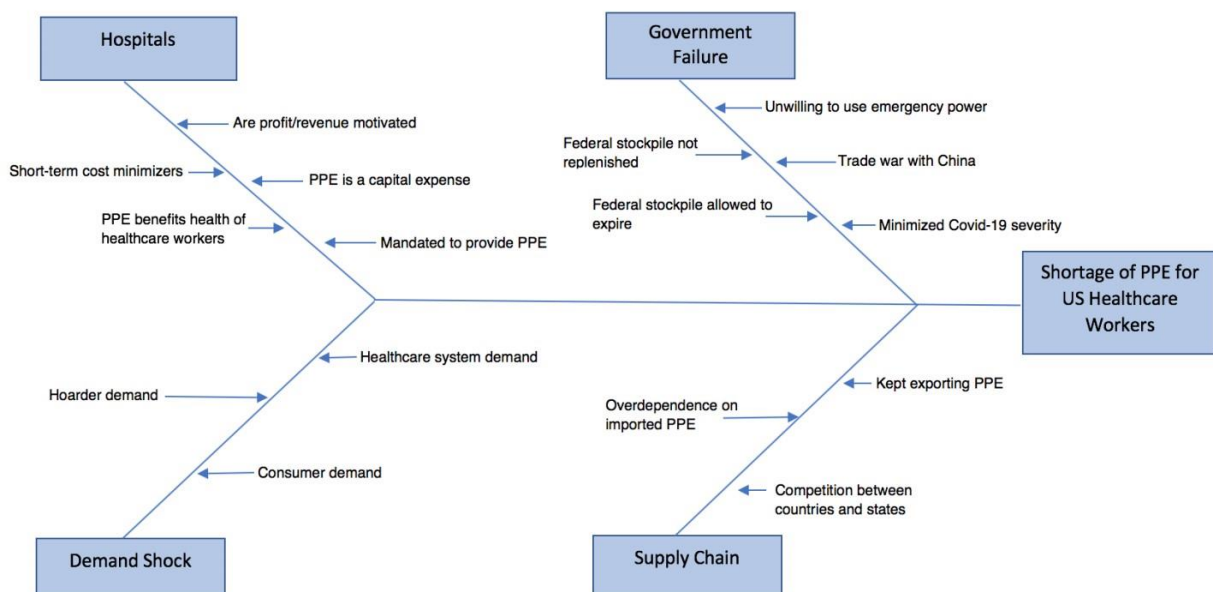 Hospitals
Government
Failure
Are profit/revenue motivated
Short-term cost minimizers
PPE is a capital expense
PPE benefits health of
healthcare workers
Mandated to provide PPE
Unwilling to use emergency power
Federal stockpile not
replenished
Trade war with China
Federal stockpile allowed to
expire
Minimized Covid-19 severity
Shortage of PPE for
US Healthcare
Workers
Healthcare system demand
Hoarder demand
Consumer demand
Demand Shock
Kept exporting PPE
Overdependence on
imported PPE
Competition between
countries and states
Supply Chain